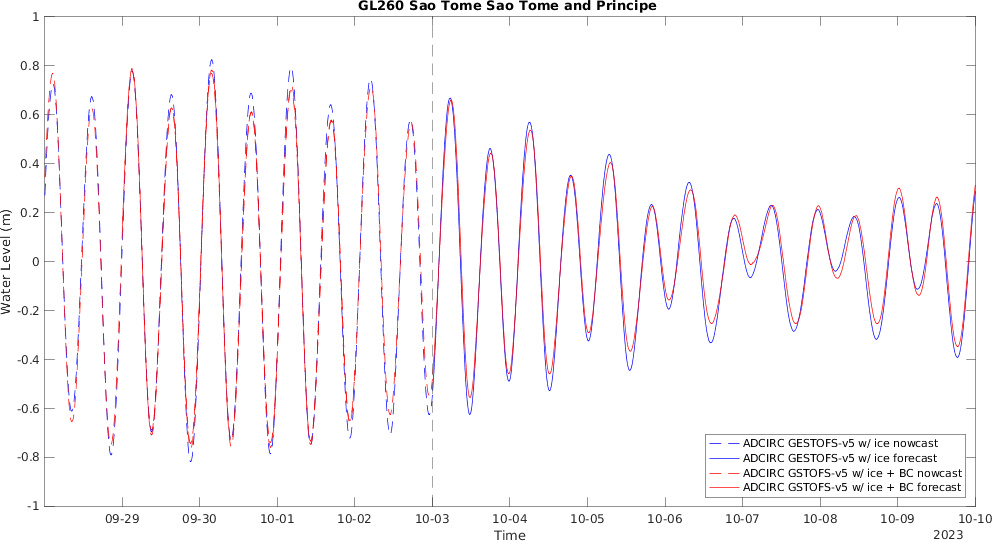 GL260 Sao Tome Sao Tome and Principe
Water Level (m)
1
0.8
0.6
0.4
0.2
0
-0.2
-0.4
-0.6
-0.8
-1
ADCIRC GESTOFS-v5 w/ ice nowcast
ADCIRC GESTOFS-v5 w/ ice forecast
ADCIRC GSTOFS-v5 w/ ice + BC nowcast
ADCIRC GSTOFS-v5 w/ ice + BC forecast
09-29 09-30 10-01 10-02 10-03 10-04 10-05 10-06 10-07 10-08 10-09 10-10
Time
2023